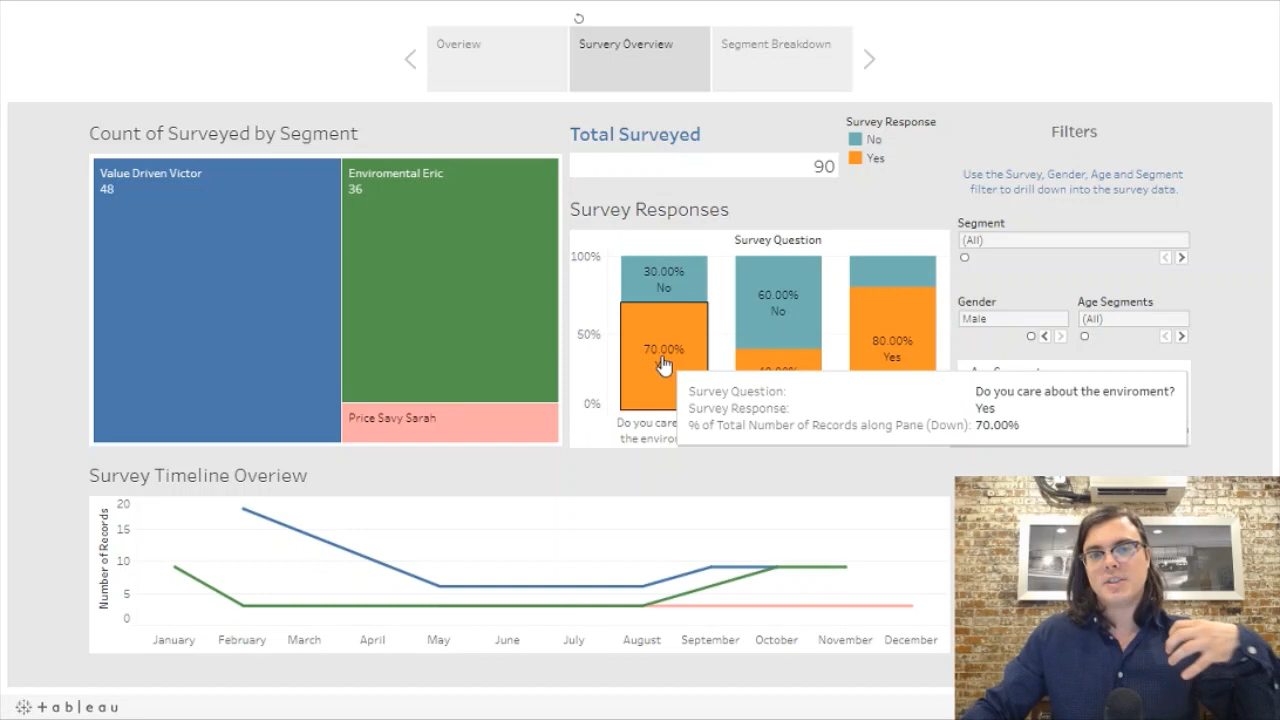 Overiew
Survery Overview
Segment Breakdown
Count of Surveyed by Segment
Value Driven Victor
48
Enviromental Eric
36
Price Savy Sarah
Total Surveyed
90
Survey Response
No
Yes
Survey Responses
Survey Question
100%
50%
0%
30.00%
No
70.00%
60.00%
No
80.00%
Yes
Do you care
Survey Question: Do you care about the enviroment?
Survey Response: Yes
% of Total Number of Records along Pane (Down): 70.00%
Filters
Use the Survey, Gender, Age and Segment
filter to drill down into the survey data.
Segment
(All)
Gender
Male
Age Segments
(All)
Survey Timeline Overiew
Number of Records
20
15
10
5
0
January February March April May June July August September October November December
+ableau